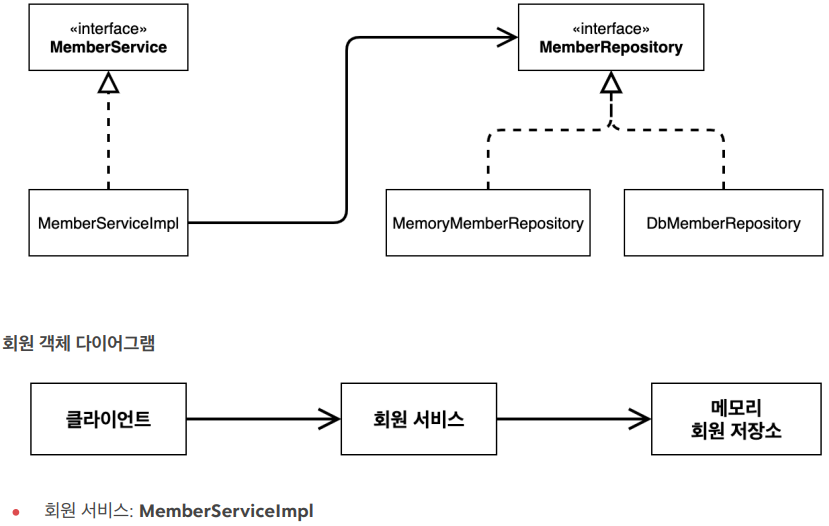 «interface»
MemberService
«interface»
MemberRepository
MemberServiceImpl
MemoryMemberRepository
DbMemberRepository
회원 객체 다이어그램
클라이언트
회원 서비스
메모리
회원 저장소
• 회원 서비스: MemberServiceImpl